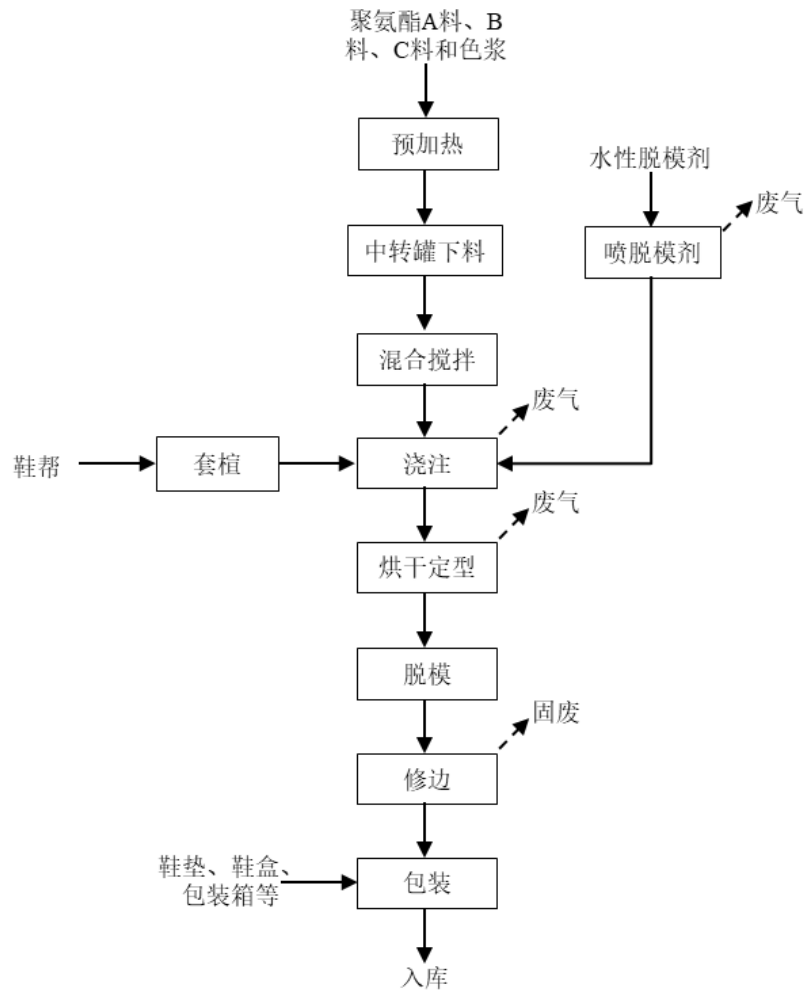 聚氨酯A料、B
料、C料和色浆
预加热
水性脱模剂
废气
中转罐下料
喷脱模剂
混合搅拌
废气
鞋帮
套楦
浇注
废气
烘干定型
脱模
固废
修边
鞋垫、鞋盒、
包装箱等
包装
入库